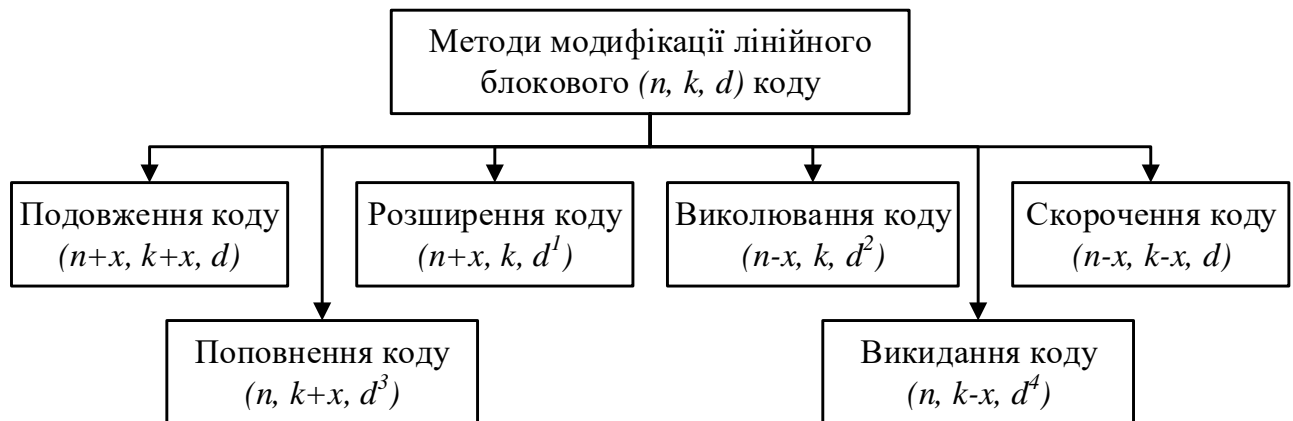 Методи модифікації лінійного
блокового (n, k, d) коду
Подовження коду
(n+x, k+x, d)
Розширення коду
(n+x, k, d¹)
Виколювання коду
(n-x, k, d²)
Скорочення коду
(n-x, k-x, d)
Поповнення коду
(n, k+x, d³)
Викидання коду
(n, k-x, d⁴)